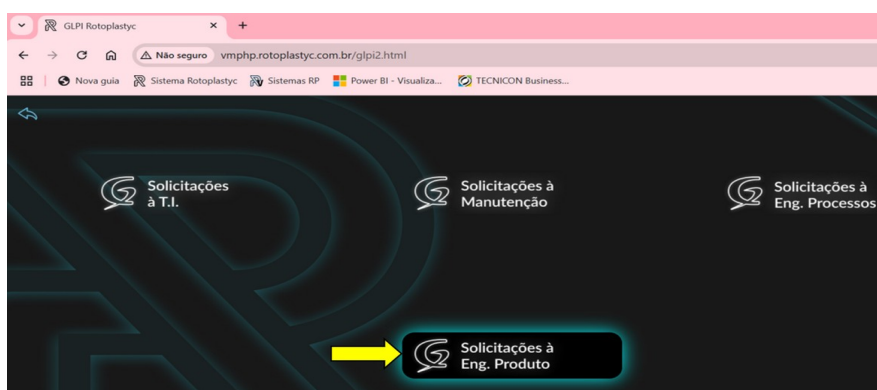 GLPI Rotoplastyc
Não seguro vmphp.rotoplastyc.com.br/glpi2.html
Nova guia Sistema Rotoplastyc Sistemas RP Power BI - Visualiza... TECNICON Business...
Solicitações
à T.I.
Solicitações à
Manutenção
Solicitações à
Eng. Processos
Solicitações à
Eng. Produto